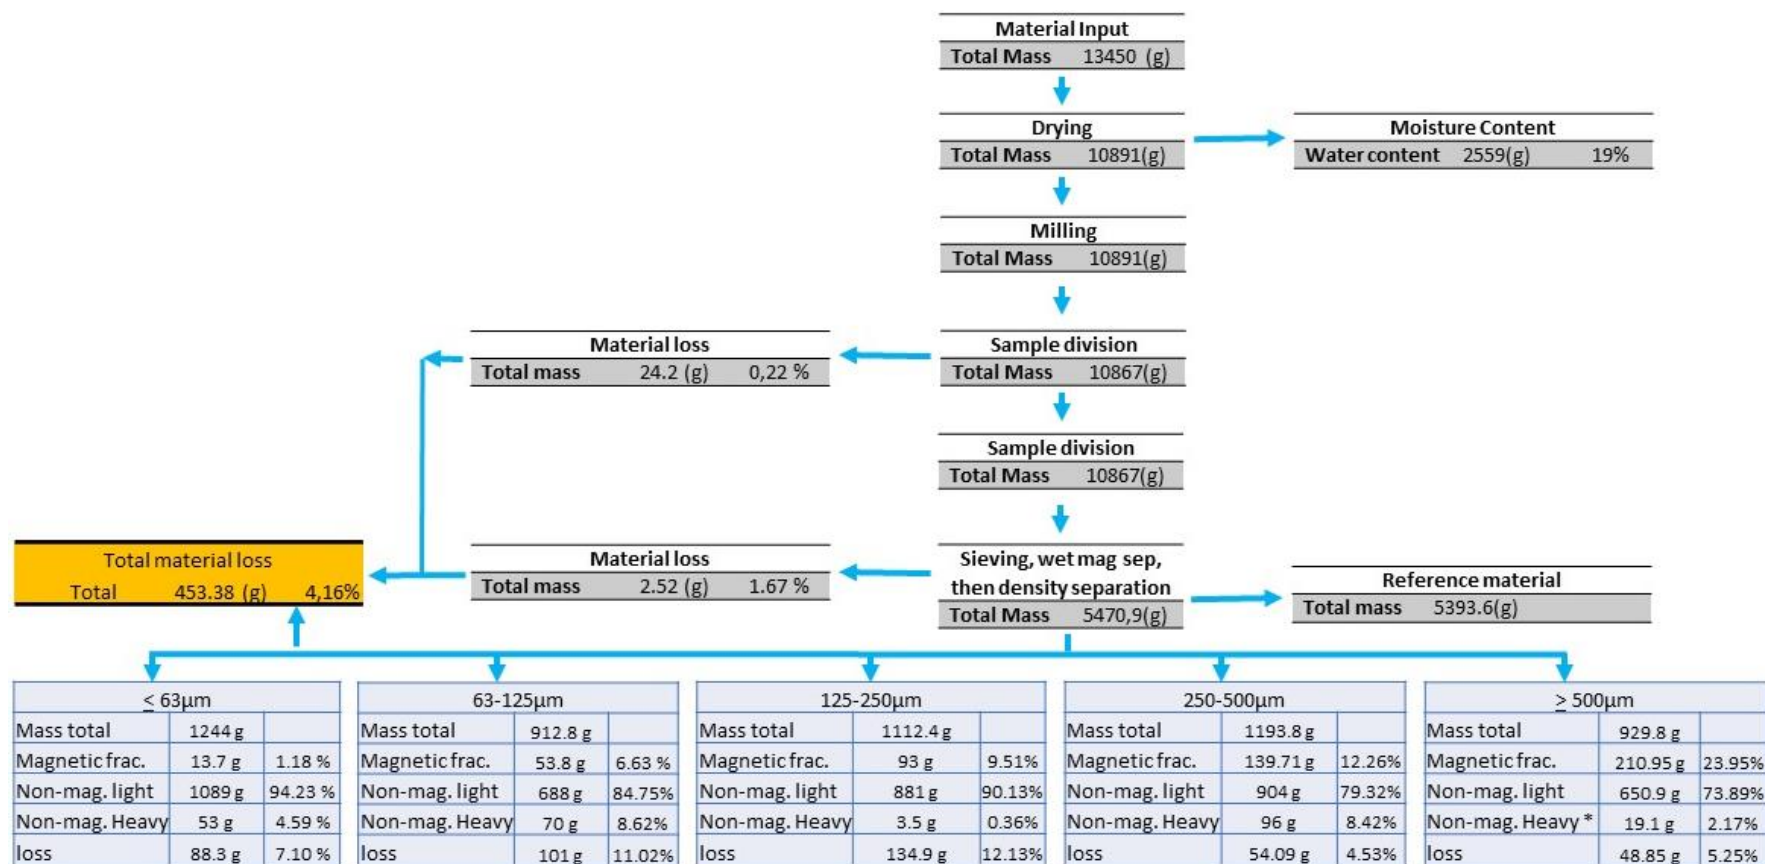 Material Input
Total Mass 13450 (g)
Drying
Total Mass 10891(g)
Moisture Content
Water content 2559(g) 19%
Milling
Total Mass 10891(g)
Sample division
Total Mass 10867(g)
Material loss
Total mass 24.2 (g) 0,22 %
Sample division
Total Mass 10867(g)
Sieving, wet mag sep,
then density separation
Total Mass 5470,9(g)
Material loss
Total mass 2.52 (g) 1.67 %
Total material loss
Total 453.38 (g) 4,16%
Reference material
Total mass 5393.6(g)
≤ 63µm
Mass total 1244 g
Magnetic frac. 13.7 g 1.18 %
Non-mag. light 1089 g 94.23 %
Non-mag. Heavy 53 g 4.59 %
loss 88.3 g 7.10 %
63-125µm
Mass total 912.8 g
Magnetic frac. 53.8 g 6.63 %
Non-mag. light 688 g 84.75%
Non-mag. Heavy 70 g 8.62%
loss 101 g 11.02%
125-250µm
Mass total 1112.4 g
Magnetic frac. 93 g 9.51%
Non-mag. light 881 g 90.13%
Non-mag. Heavy 3.5 g 0.36%
loss 134.9 g 12.13%
250-500µm
Mass total 1193.8 g
Magnetic frac. 139.71 g 12.26%
Non-mag. light 904 g 79.32%
Non-mag. Heavy 96 g 8.42%
loss 54.09 g 4.53%
≥ 500µm
Mass total 929.8 g
Magnetic frac. 210.95 g 23.95%
Non-mag. light 650.9 g 73.89%
Non-mag. Heavy * 19.1 g 2.17%
loss 48.85 g 5.25%